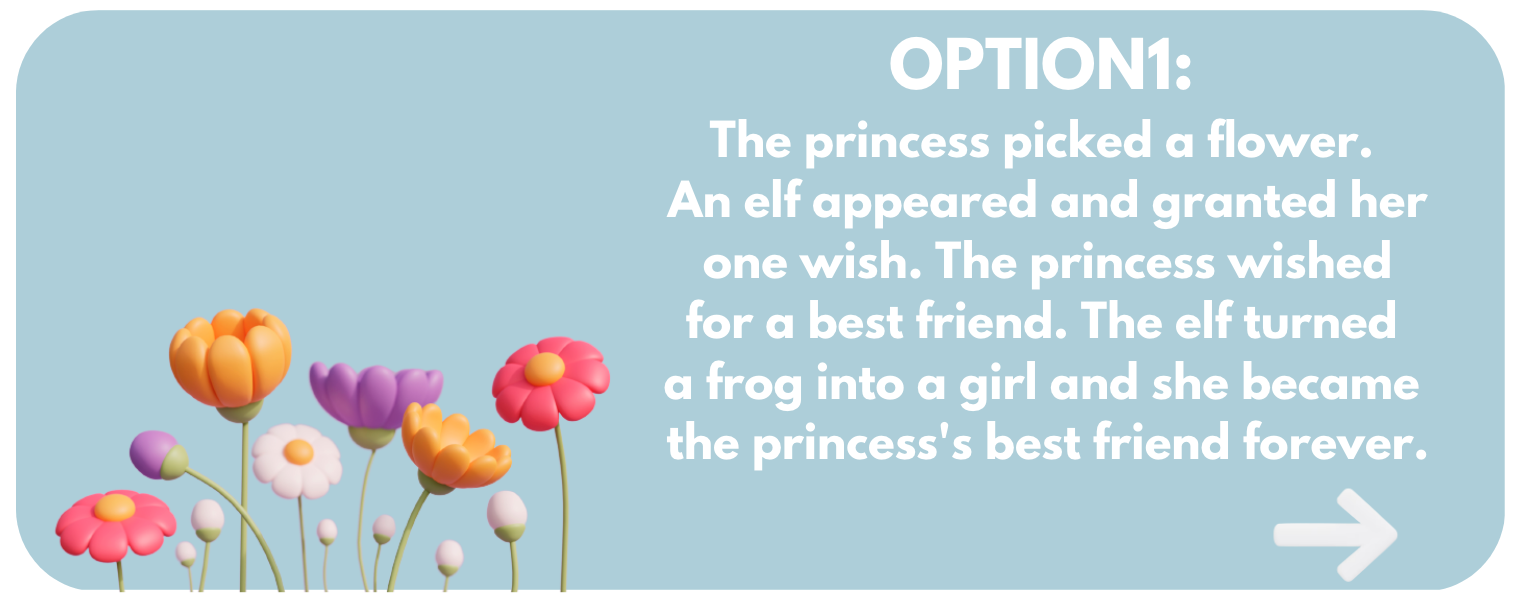 OPTION1:
The princess picked a flower.
An elf appeared and granted her
one wish. The princess wished
for a best friend. The elf turned
a frog into a girl and she became
the princess's best friend forever.